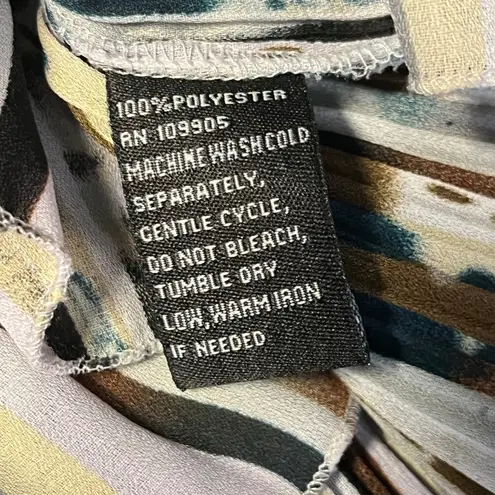 100% POLYESTER
RN 109905
MACHINE WASH COLD
SEPARATELY,
GENTLE CYCLE,
DO NOT BLEACH,
TUMBLE DRY
LOW, WARM IRON
IF NEEDED